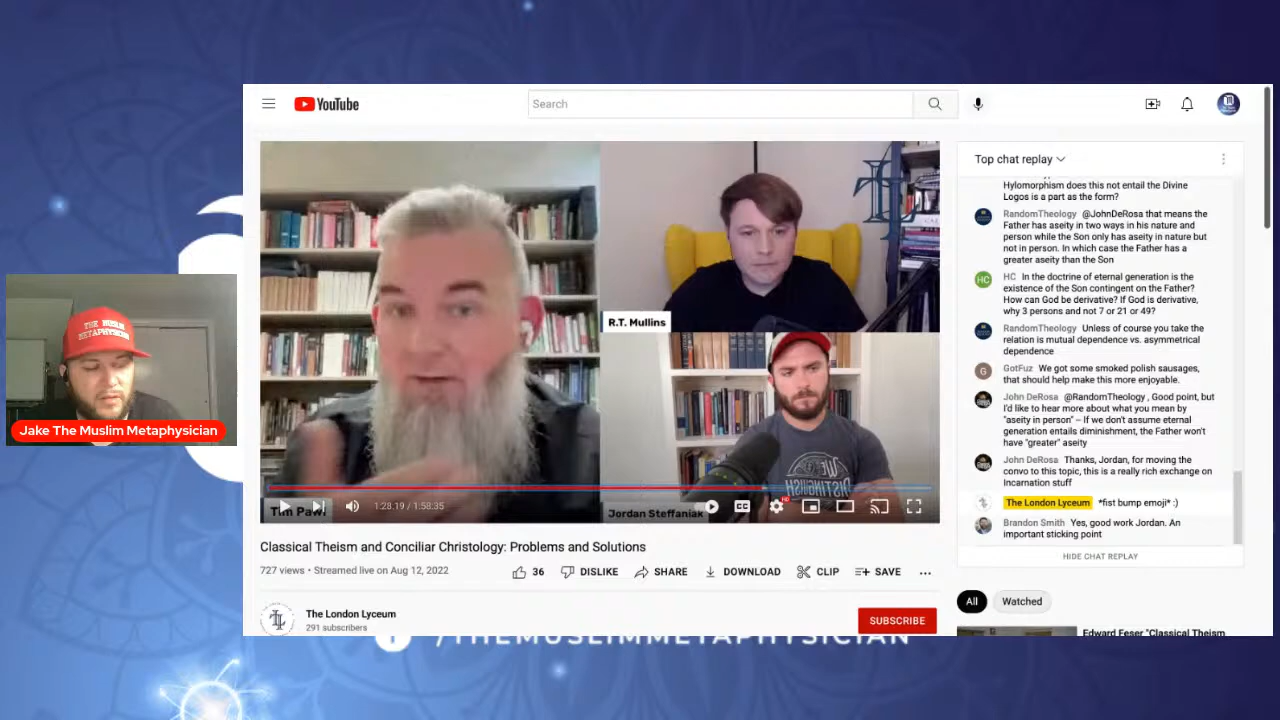 YouTube
Search
Top chat replay
Hylomorphism does this not entail the Divine
Logos is a part as the form?
RandomTheology @JohnDeRosa that means the
Father has aseity in two ways in his nature and
person while the Son only has aseity in nature but
not in person. In which case the Father has a
greater aseity than the Son
HC In the doctrine of eternal generation is the
existence of the Son contingent on the Father?
How can God be derivative? If God is derivative,
why 3 persons and not 7 or 21 or 49?
RandomTheology Unless of course you take the
relation is mutual dependence vs. asymmetrical
dependence
GotFuz We got some smoked polish sausages,
that should help make this more enjoyable.
John DeRosa @RandomTheology , Good point, but
I'd like to hear more about what you mean by
"aseity in person" – If we don't assume eternal
generation entails diminishment, the Father won't
have "greater" aseity
John DeRosa Thanks, Jordan, for moving the
convo to this topic, this is a really rich exchange on
Incarnation stuff
The London Lyceum *fist bump emoji* :)
Brandon Smith Yes, good work Jordan. An
important sticking point
HIDE CHAT REPLAY
All
Watched
Edward Feser "Classical Theism
R.T. Mullins
THE MUSLIM
METAPHYSICIAN
Jake The Muslim Metaphysician
WE
DISTINGUISH
Tim Pawl
1:28:19 / 1:58:35
Jordan Steffaniak
CC
HD
Classical Theism and Conciliar Christology: Problems and Solutions
727 views • Streamed live on Aug 12, 2022
36
DISLIKE
SHARE
DOWNLOAD
CLIP
SAVE
The London Lyceum
291 subscribers
SUBSCRIBE
/THEMUSLIMMETAPHYSICIAN